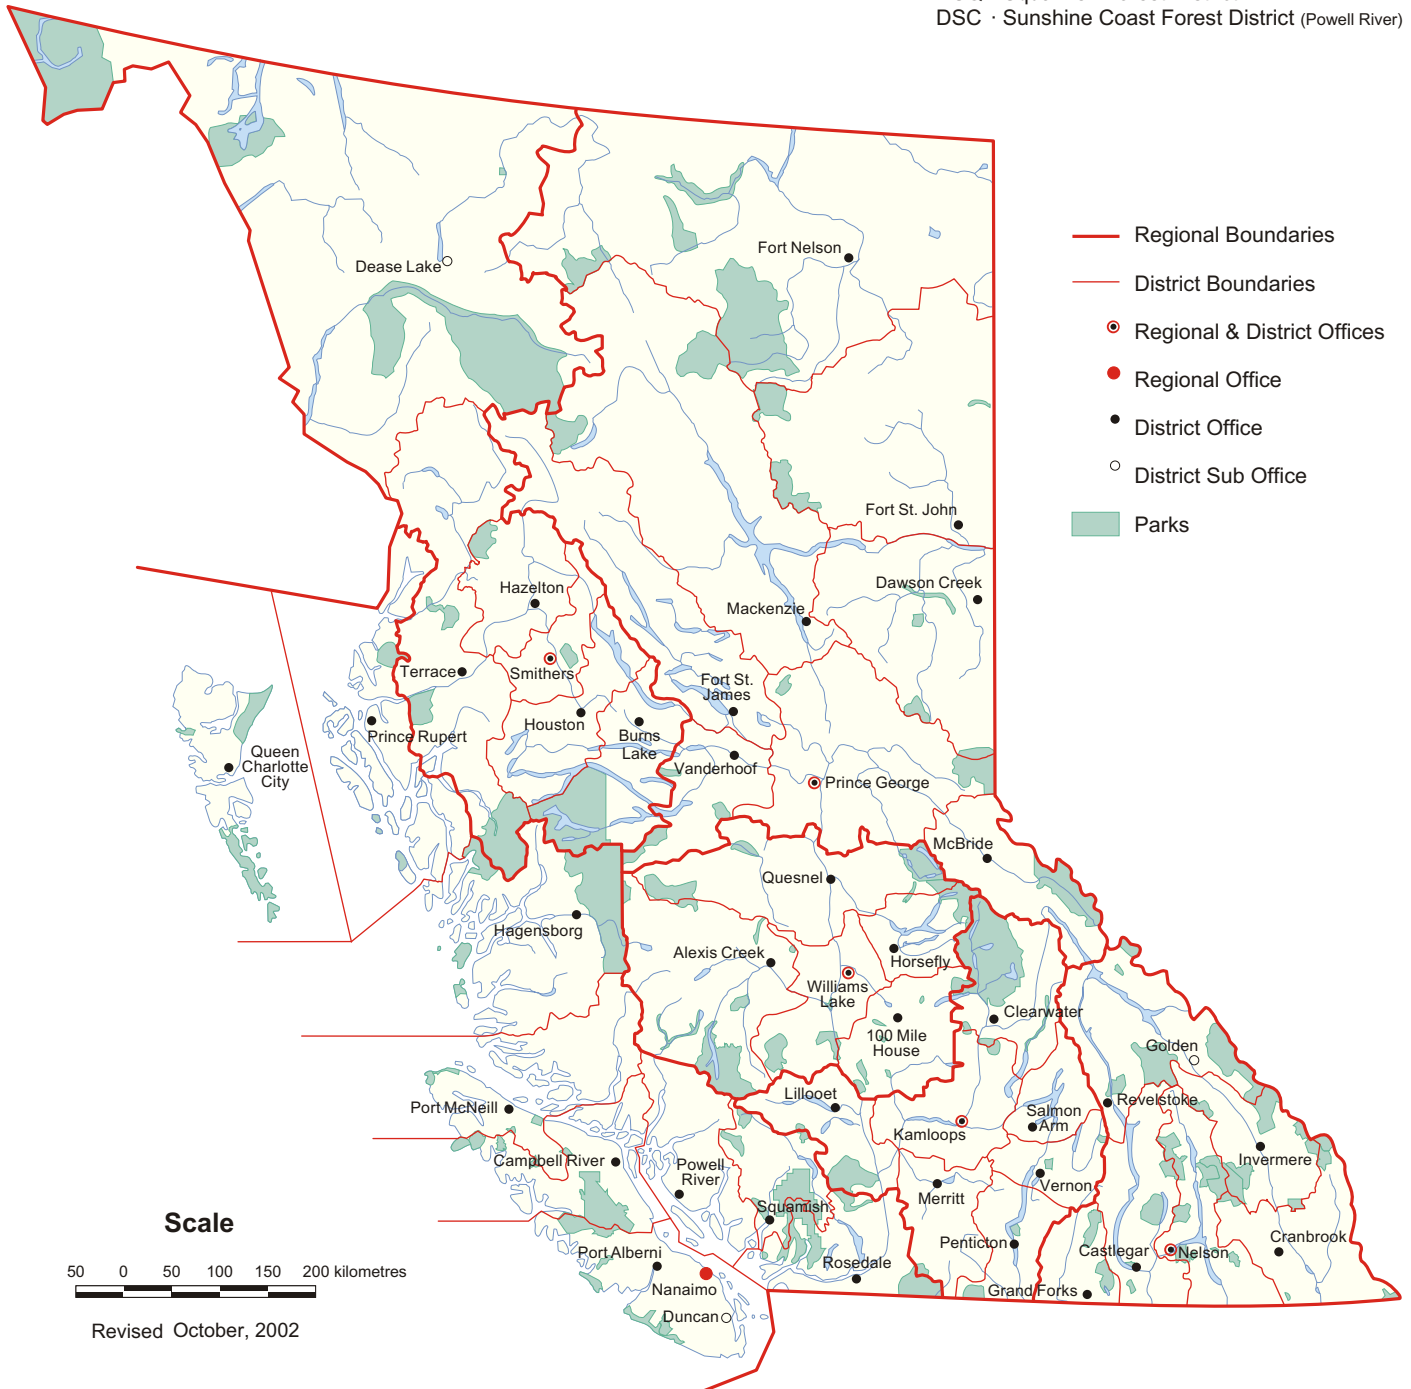 DSC · Sunshine Coast Forest District (Powell River)
Fort Nelson
Dease Lake
Regional Boundaries
District Boundaries
Regional & District Offices
Regional Office
District Office
District Sub Office
Parks
Fort St. John
Dawson Creek
Hazelton
Mackenzie
Terrace
Smithers
Fort St.
James
Houston
Burns
Lake
Prince Rupert
Vanderhoof
Queen
Charlotte
City
Prince George
McBride
Quesnel
Hagensborg
Alexis Creek
Horsefly
Williams
Lake
Clearwater
100 Mile
House
Golden
Lillooet
Port McNeill
Revelstoke
Salmon
Arm
Kamloops
Campbell River
Powell
River
Invermere
Vernon
Merritt
Squamish
Scale
Penticton
Castlegar
Nelson
Cranbrook
Port Alberni
Rosedale
50 0 50 100 150 200 kilometres
Nanaimo
Grand Forks
Duncan
Revised October, 2002